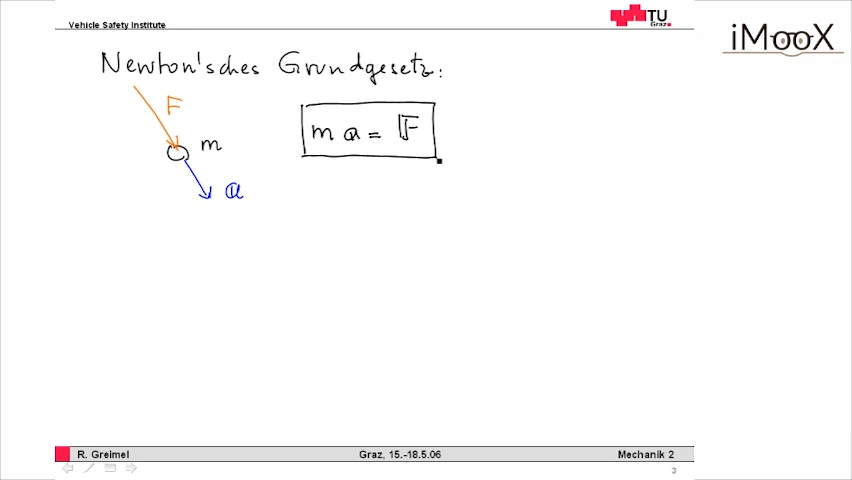 Vehicle Safety Institute
TU
Graz
iMooX
Newton'sches Grundgesetz:
F
m
m a = F
a
R. Greimel
Graz, 15.-18.5.06
Mechanik 2
3